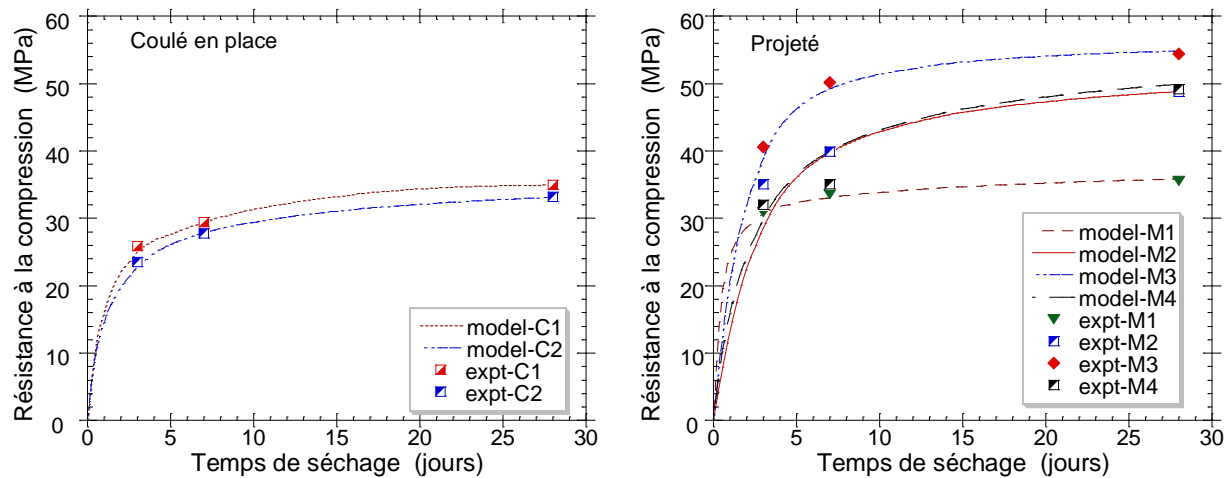 Résistance à la compression (MPa)
60
50
40
30
20
10
0
Coulé en place
model-C1
model-C2
expt-C1
expt-C2
0 5 10 15 20 25 30
Temps de séchage (jours)
Résistance à la compression (MPa)
60
50
40
30
20
10
0
Projeté
model-M1
model-M2
model-M3
model-M4
expt-M1
expt-M2
expt-M3
expt-M4
0 5 10 15 20 25 30
Temps de séchage (jours)